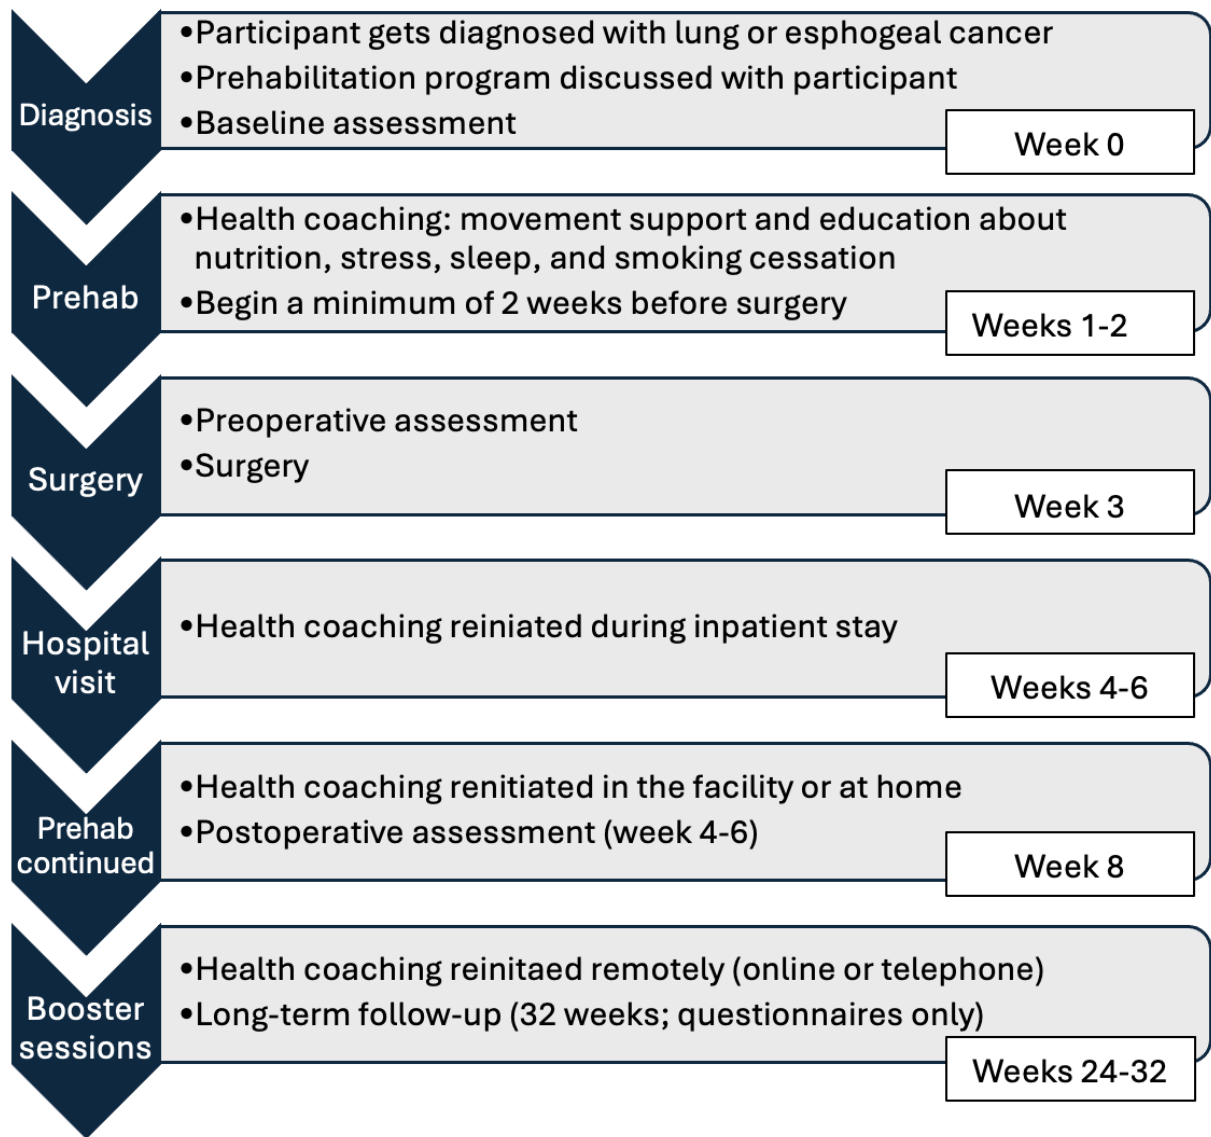 Diagnosis
•Participant gets diagnosed with lung or esphogeal cancer
•Prehabilitation program discussed with participant
•Baseline assessment
Week 0
Prehab
•Health coaching: movement support and education about
nutrition, stress, sleep, and smoking cessation
•Begin a minimum of 2 weeks before surgery
Weeks 1-2
Surgery
•Preoperative assessment
•Surgery
Week 3
Hospital
visit
•Health coaching reiniated during inpatient stay
Weeks 4-6
Prehab
continued
•Health coaching renitiated in the facility or at home
•Postoperative assessment (week 4-6)
Week 8
Booster
sessions
•Health coaching reinitaed remotely (online or telephone)
•Long-term follow-up (32 weeks; questionnaires only)
Weeks 24-32